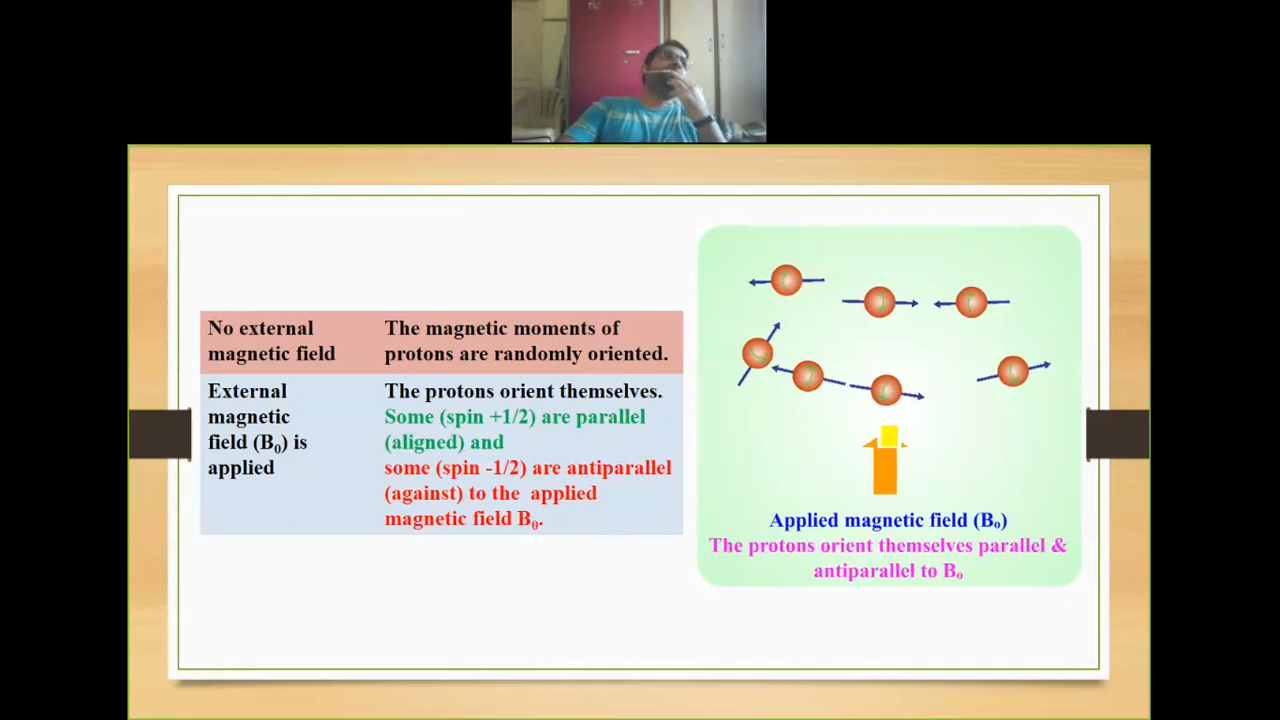 No external
magnetic field
The magnetic moments of
protons are randomly oriented.
External
magnetic
field (B₀) is
applied
The protons orient themselves.
Some (spin +1/2) are parallel
(aligned) and
some (spin -1/2) are antiparallel
(against) to the applied
magnetic field B₀.
Applied magnetic field (Bₒ)
The protons orient themselves parallel &
antiparallel to Bₒ